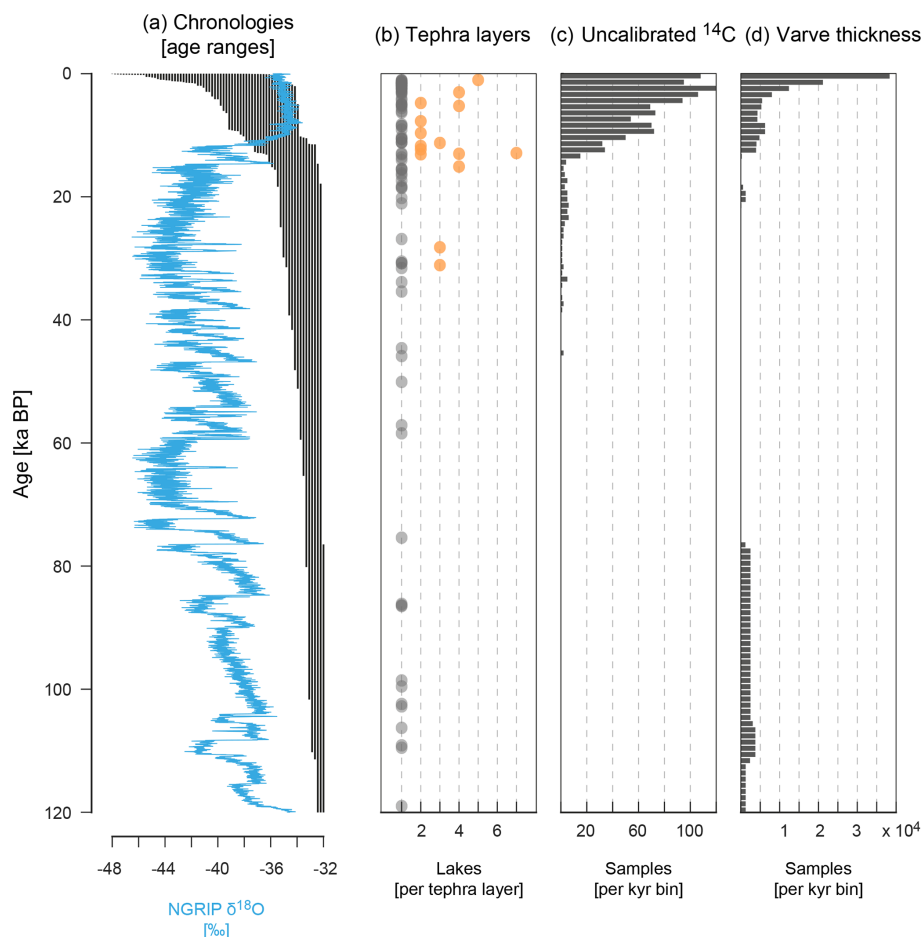 (a) Chronologies
[age ranges]
(b) Tephra layers
(c) Uncalibrated ¹⁴C
(d) Varve thickness
0
20
40
60
80
100
120
Age [ka BP]
-48 -44 -40 -36 -32
2 4 6
20 60 100
1 2 3 x 10⁴
NGRIP δ¹⁸O
[‰]
Lakes
[per tephra layer]
Samples
[per kyr bin]
Samples
[per kyr bin]